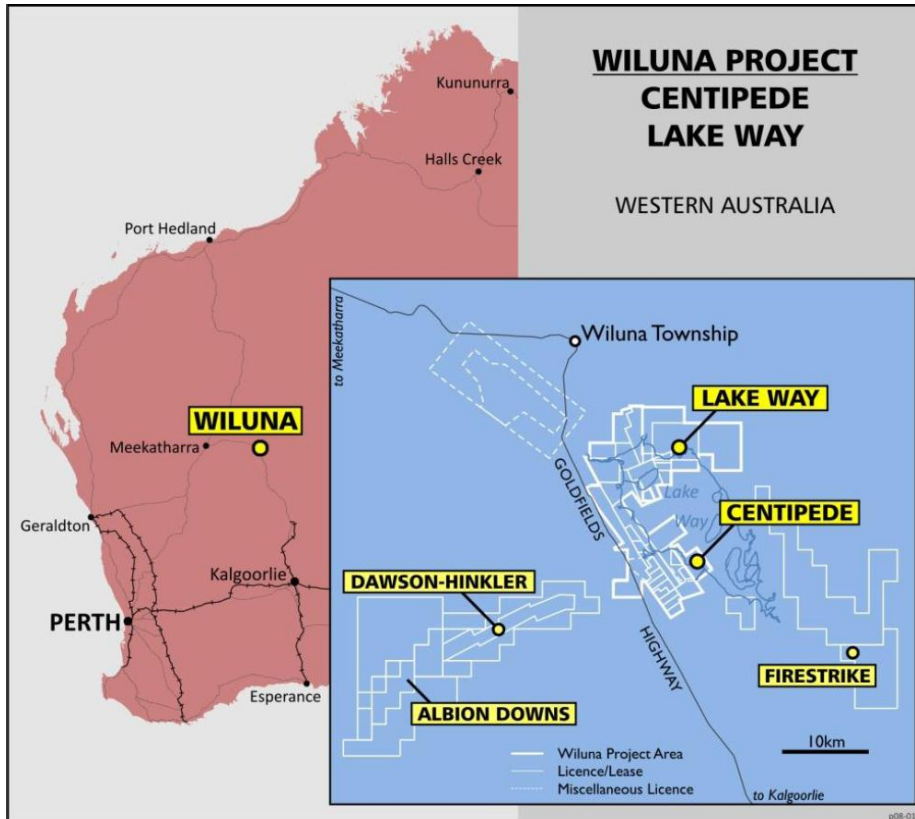 WILUNA PROJECT
CENTIPEDE
LAKE WAY
WESTERN AUSTRALIA
Kununurra
Halls Creek
Port Hedland
WILUNA
Meekatharra
Geraldton
Kalgoorlie
PERTH
Esperance
to Meekatharra
Wiluna Township
LAKE WAY
GOLDFIELDS
HIGHWAY
Lake
Way
CENTIPEDE
DAWSON-HINKLER
FIRESTRIKE
ALBION DOWNS
10km
Wiluna Project Area
Licence/Lease
Miscellaneous Licence
to Kalgoorlie
p08-01